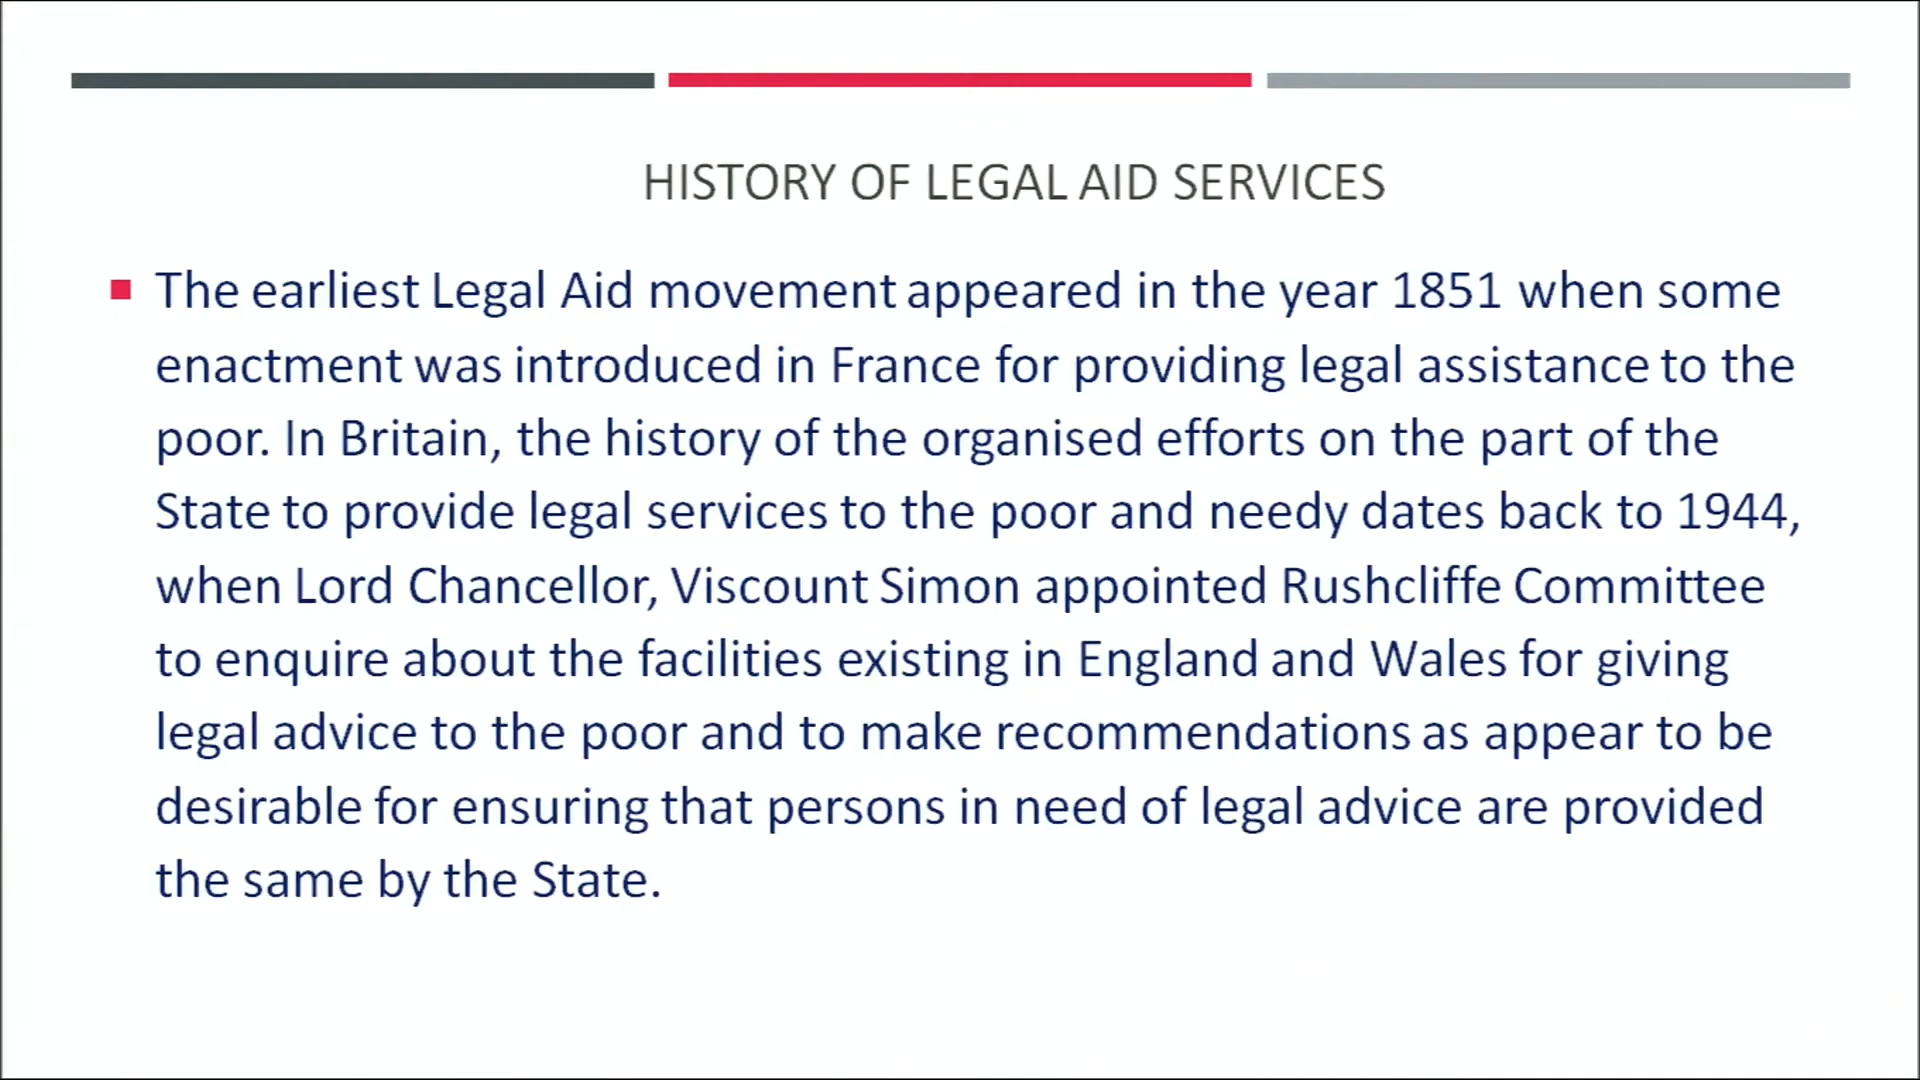 HISTORY OF LEGAL AID SERVICES
The earliest Legal Aid movement appeared in the year 1851 when some
enactment was introduced in France for providing legal assistance to the
poor. In Britain, the history of the organised efforts on the part of the
State to provide legal services to the poor and needy dates back to 1944,
when Lord Chancellor, Viscount Simon appointed Rushcliffe Committee
to enquire about the facilities existing in England and Wales for giving
legal advice to the poor and to make recommendations as appear to be
desirable for ensuring that persons in need of legal advice are provided
the same by the State.